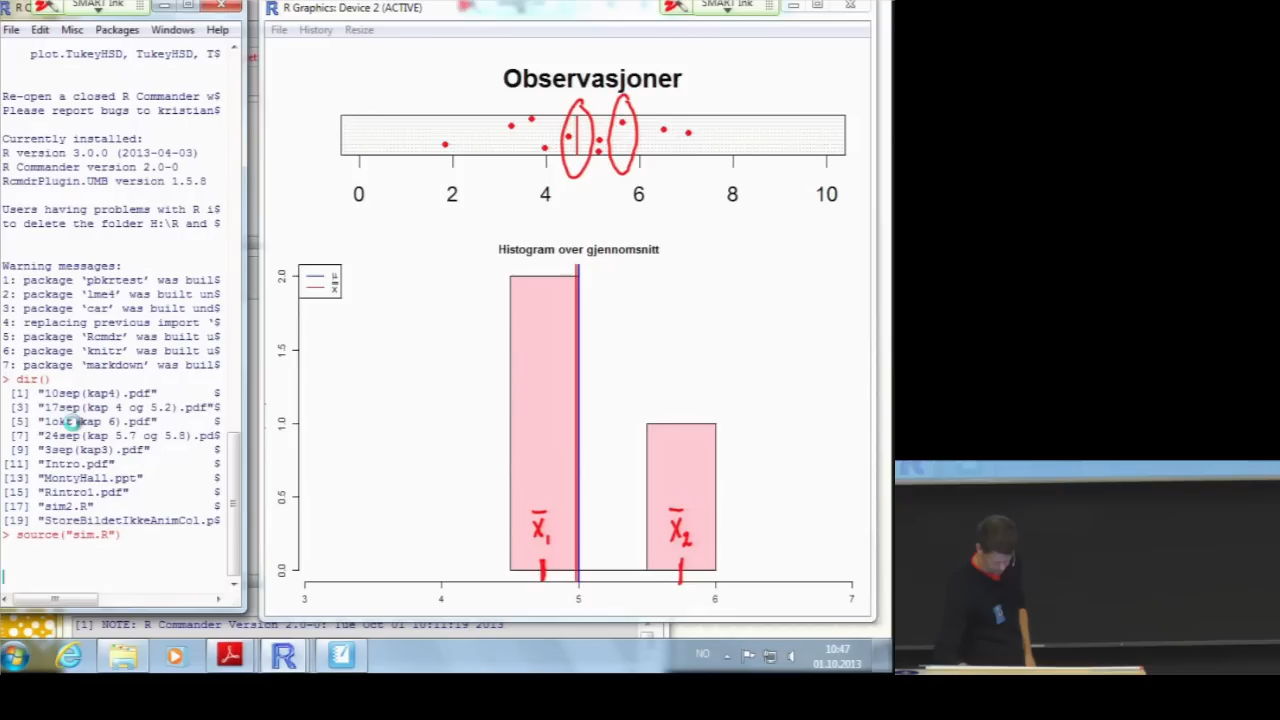 R C
SMART Ink
R Graphics: Device 2 (ACTIVE)
SMART Ink
File Edit Misc Packages Windows Help
File History Resize
plot.TukeyHSD, TukeyHSD, T$
Re-open a closed R Commander w$
Please report bugs to kristian$
Currently installed:
R version 3.0.0 (2013-04-03)
R Commander version 2.0-0
RcmdrPlugin.UMB version 1.5.8
Users having problems with R i$
to delete the folder H:\R and $
Warning messages:
1: package ‘pbkrtest’ was buil$
2: package ‘lme4’ was built un$
3: package ‘car’ was built und$
4: replacing previous import ‘$
5: package ‘Rcmdr’ was built u$
6: package ‘knitr’ was built u$
7: package ‘markdown’ was buil$
> dir()
[1] "10sep(kap4).pdf" $
[3] "17sep(kap 4 og 5.2).pdf"$
[5] "1okt(kap 6).pdf" $
[7] "24sep(kap 5.7 og 5.8).pd$
[9] "3sep(kap3).pdf" $
[11] "Intro.pdf" $
[13] "MontyHall.ppt" $
[15] "Rintro1.pdf" $
[17] "sim2.R" $
[19] "StoreBildetIkkeAnimCol.p$
> source("sim.R")
Observasjoner
0 2 4 6 8 10
Histogram over gjennomsnitt
2.0
1.5
1.0
0.5
0.0
μ
x̄
X̄₁ X̄₂
3 4 5 6 7
[1] NOTE: R Commander Version 2.0-0: Tue Oct 01 10:11:19 2013
NO
10:47
01.10.2013